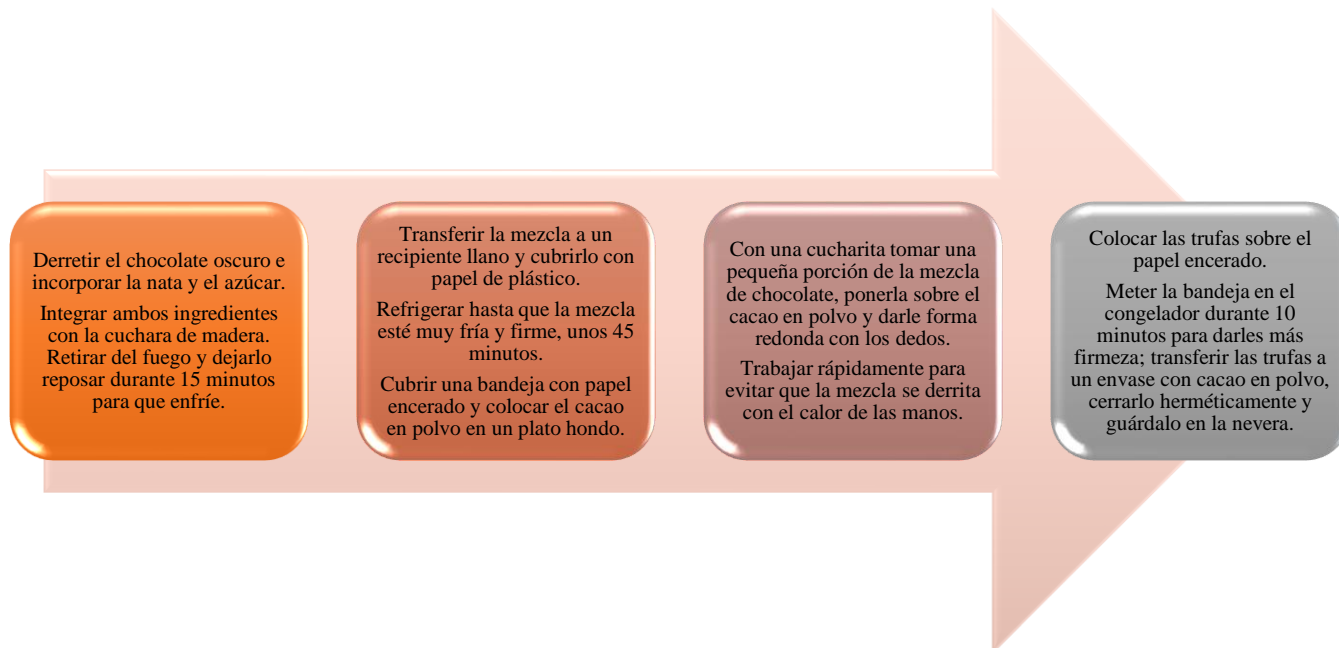 Derretir el chocolate oscuro e
incorporar la nata y el azúcar.
Integrar ambos ingredientes
con la cuchara de madera.
Retirar del fuego y dejarlo
reposar durante 15 minutos
para que enfríe.
Transferir la mezcla a un
recipiente llano y cubrirlo con
papel de plástico.
Refrigerar hasta que la mezcla
esté muy fría y firme, unos 45
minutos.
Cubrir una bandeja con papel
encerado y colocar el cacao
en polvo en un plato hondo.
Con una cucharita tomar una
pequeña porción de la mezcla
de chocolate, ponerla sobre el
cacao en polvo y darle forma
redonda con los dedos.
Trabajar rápidamente para
evitar que la mezcla se derrita
con el calor de las manos.
Colocar las trufas sobre el
papel encerado.
Meter la bandeja en el
congelador durante 10
minutos para darles más
firmeza; transferir las trufas a
un envase con cacao en polvo,
cerrarlo herméticamente y
guárdalo en la nevera.